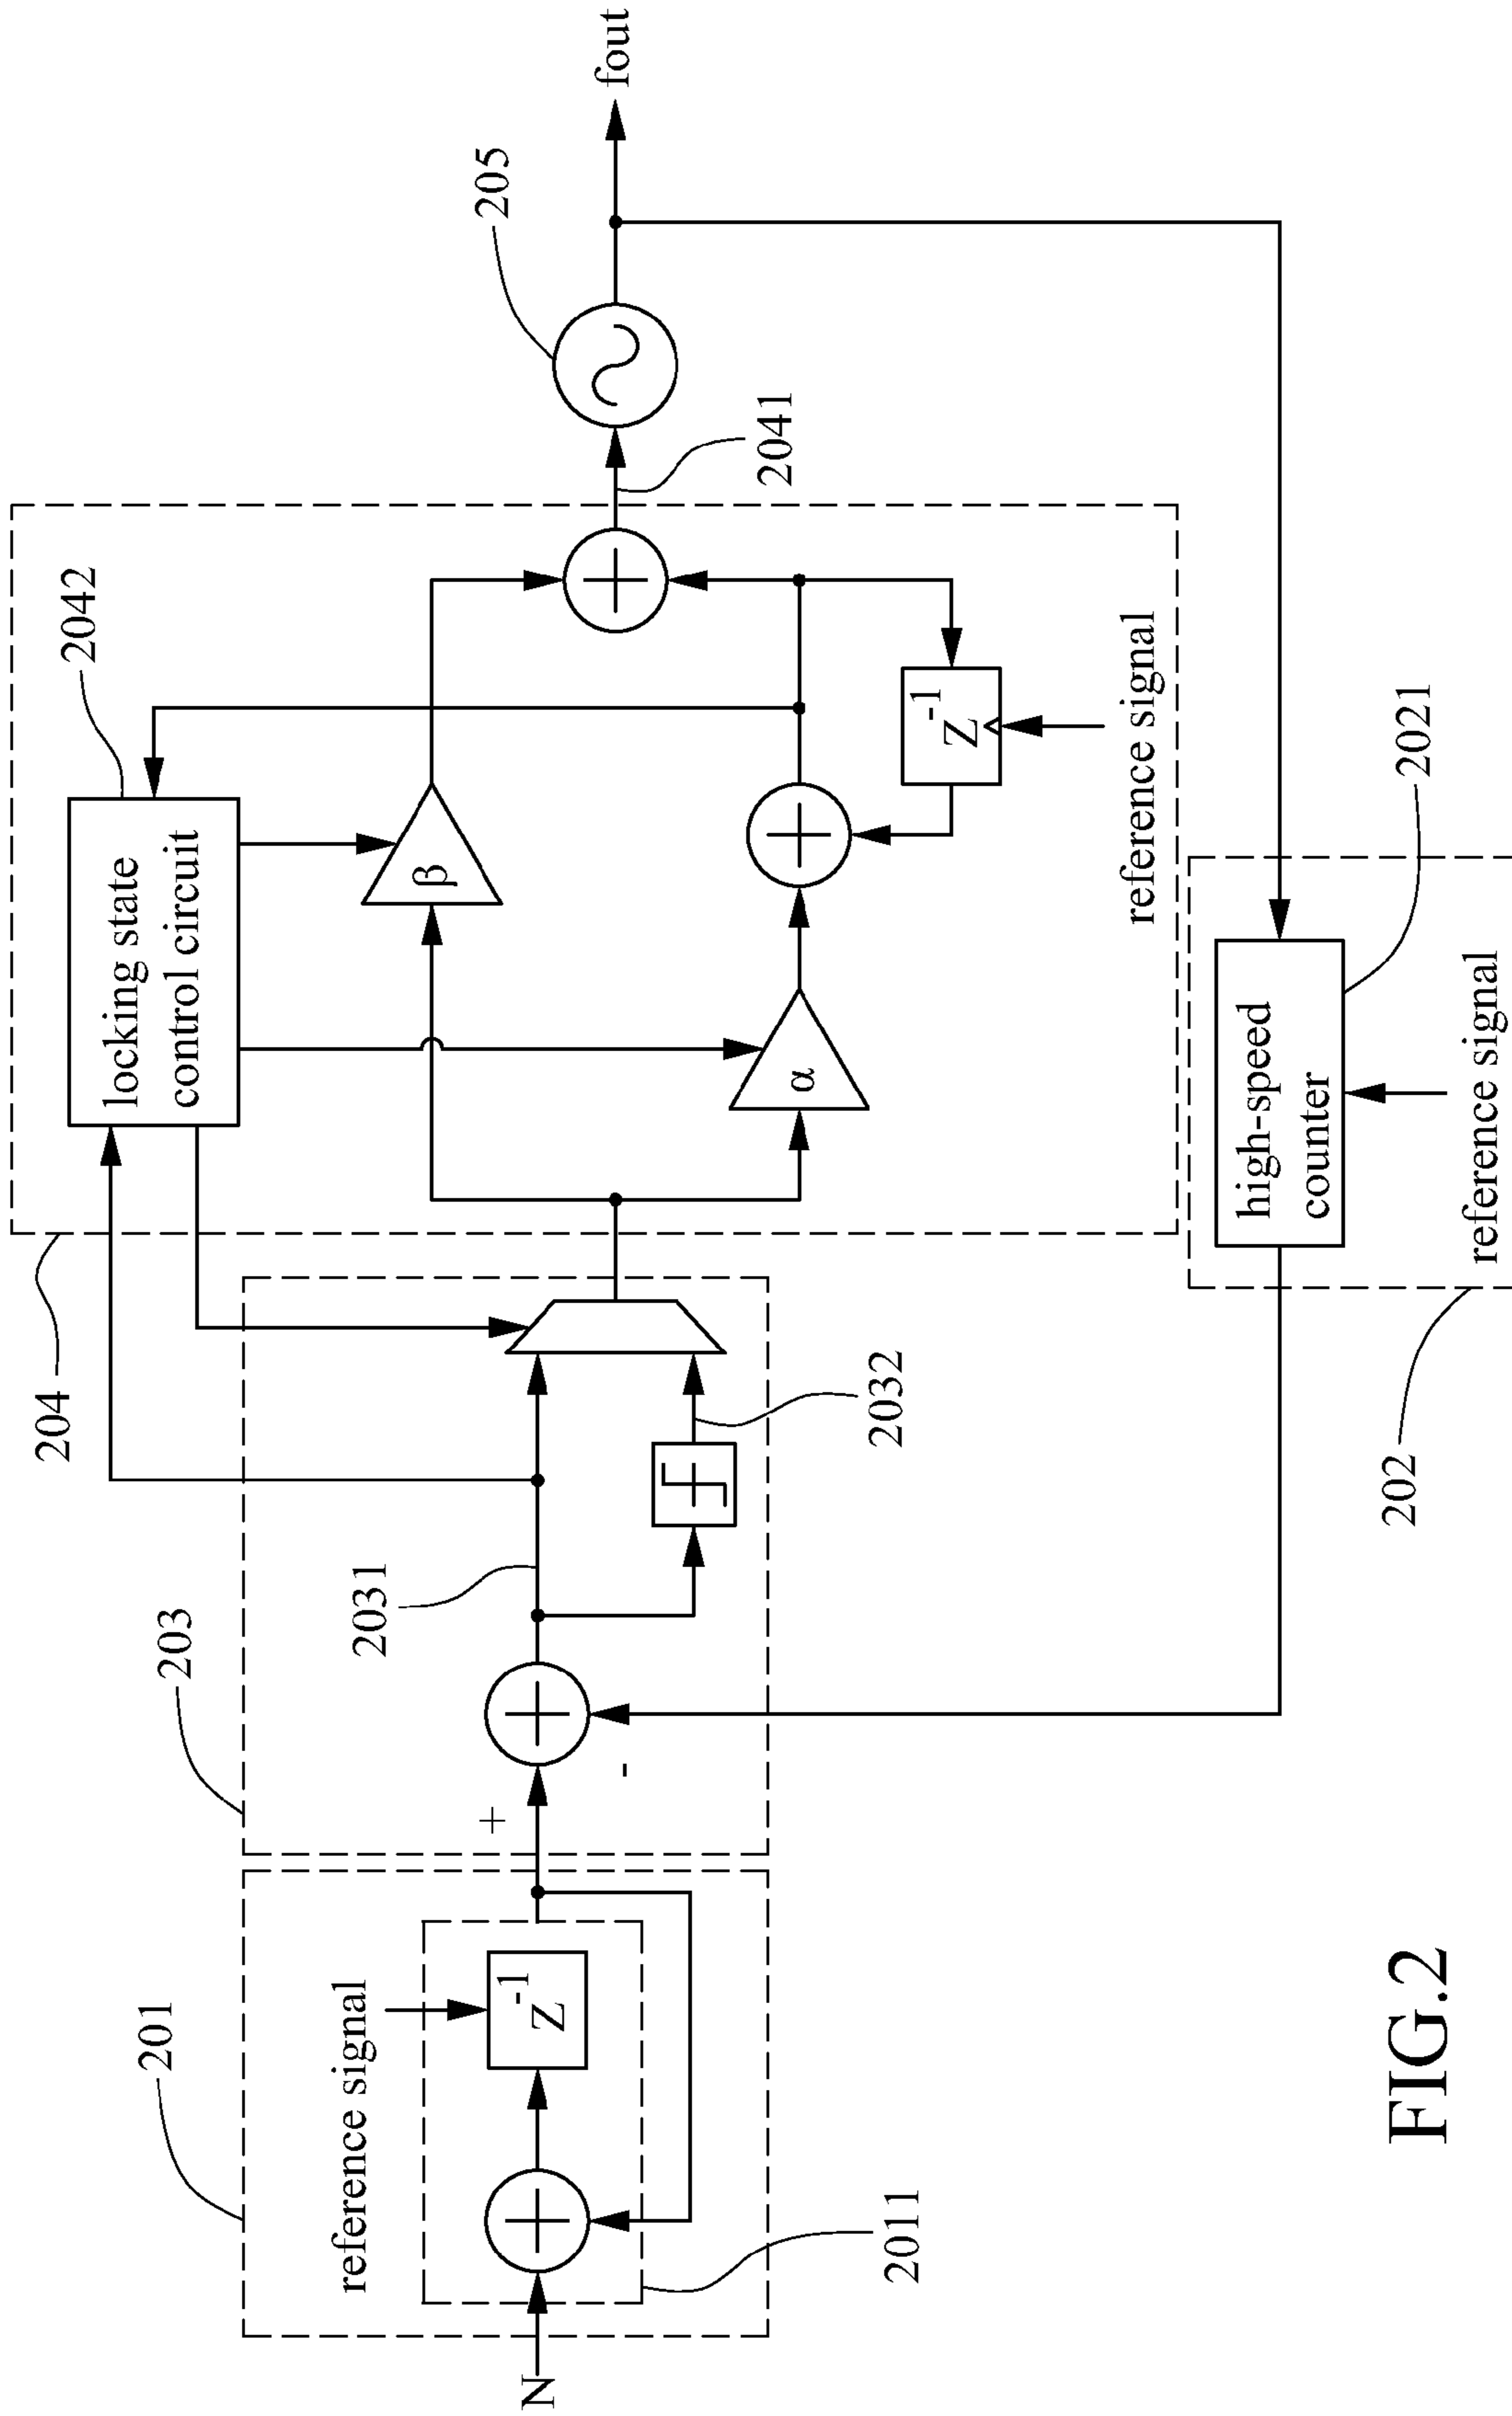 204
2042
locking state
control circuit
β
α
Z⁻¹
reference signal
2041
205
fout
203
2031
2032
+
-
201
reference signal
Z⁻¹
N
2011
high-speed
counter
2021
reference signal
202
FIG.2